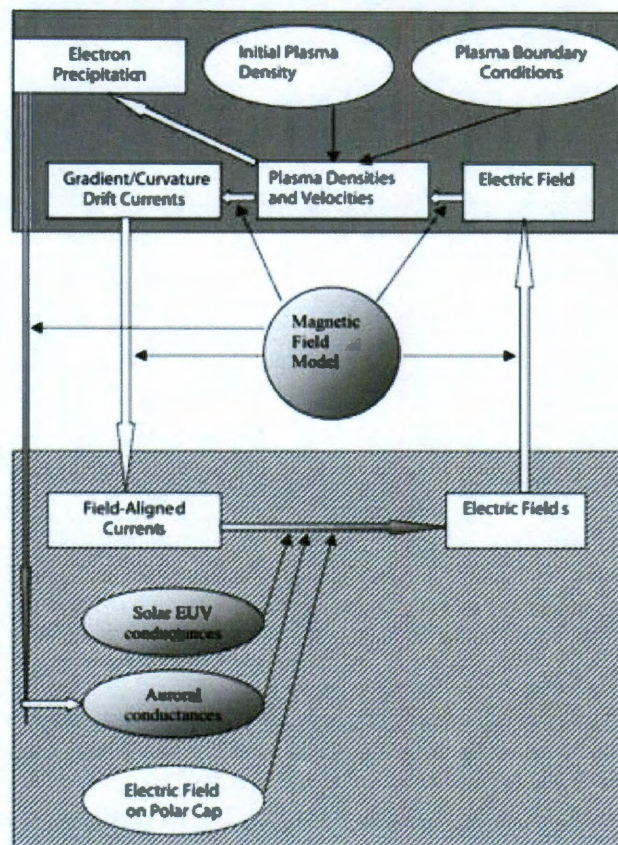 Electron
Precipitation
Initial Plasma
Density
Plasma Boundary
Conditions
Gradient/Curvature
Drift Currents
Plasma Densities
and Velocities
Electric Field
Magnetic
Field
Model
Field-Aligned
Currents
Electric Field s
Solar EUV
conductances
Auroral
conductances
Electric Field
on Polar Cap